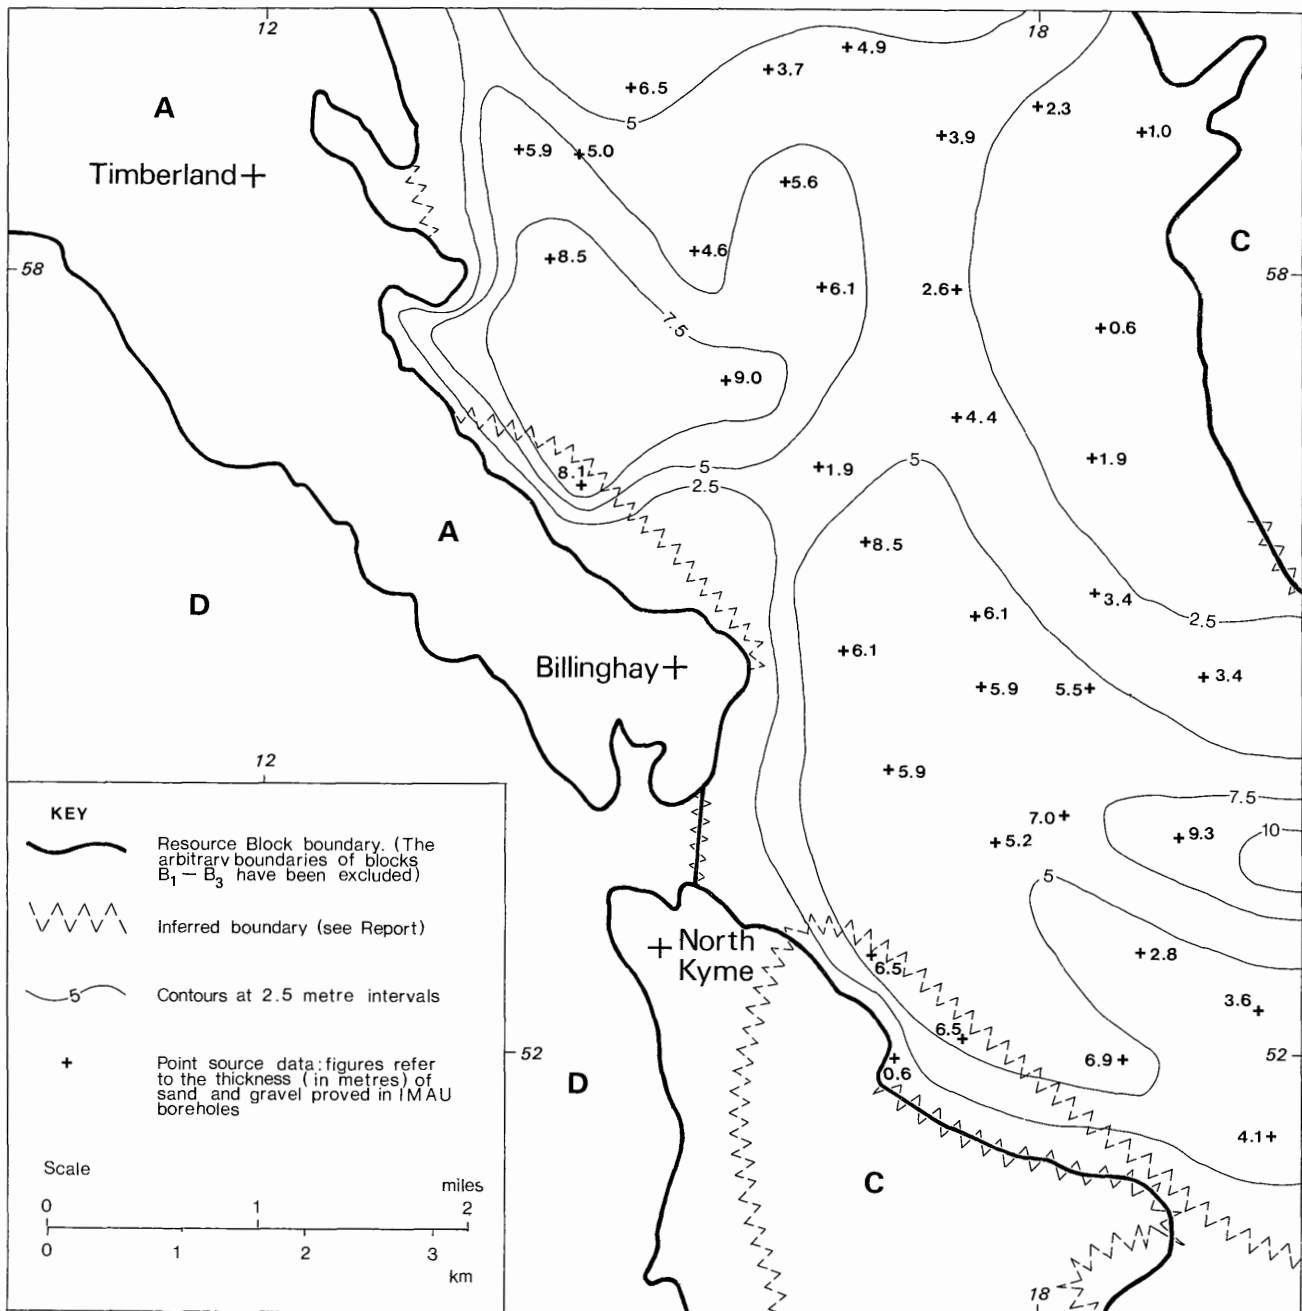 12
18
+4.9
+3.7
+6.5
A
5
+2.3
+1.0
+3.9
+5.9 +5.0
Timberland+
+5.6
C
+4.6
+8.5
58
58
+6.1
2.6+
7.5
+0.6
+9.0
+4.4
8.1
+
5
+1.9
5
+1.9
2.5
A
+8.5
D
+3.4
+6.1
2.5
+6.1
Billinghay+
+3.4
+5.9
5.5+
12
+5.9
7.5
7.0+
10
+9.3
+5.2
5
North
Kyme
+
+2.8
+
6.5
3.6
+
6.5
+
52
52
6.9+
+
0.6
D
4.1+
C
18
KEY
Resource Block boundary. (The
arbitrary boundaries of blocks
B1 – B3 have been excluded)
Inferred boundary (see Report)
5
Contours at 2.5 metre intervals
+
Point source data: figures refer
to the thickness (in metres) of
sand and gravel proved in IMAU
boreholes
Scale
miles
0 1 2
0 1 2 3
km